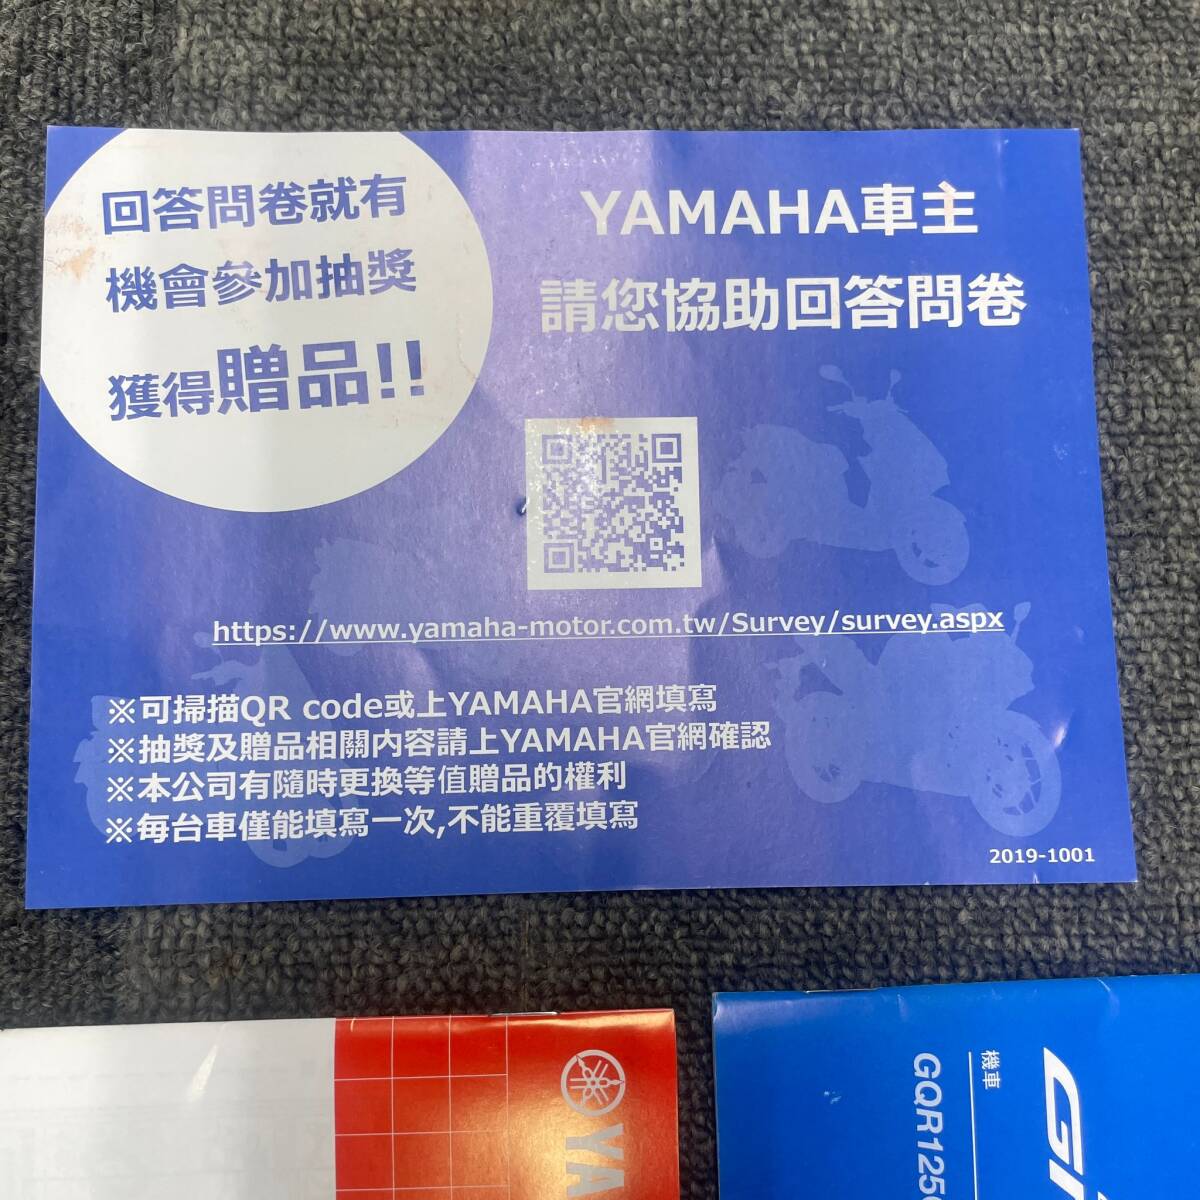 回答問卷就有
機會參加抽獎
獲得贈品!!
YAMAHA車主
請您協助回答問卷
https://www.yamaha-motor.com.tw/Survey/survey.aspx
※可掃描QR code或上YAMAHA官網填寫
※抽獎及贈品相關內容請上YAMAHA官網確認
※本公司有隨時更換等值贈品的權利
※每台車僅能填寫一次,不能重覆填寫
2019-1001
YA
機車
GQR125